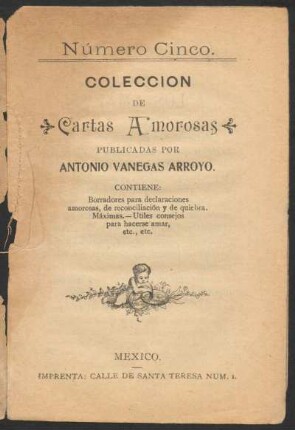 Número Cinco.
COLECCION
DE
Cartas Amorosas
PUBLICADAS POR
ANTONIO VANEGAS ARROYO.
CONTIENE:
Borradores para declaraciones
amorosas, de reconciliación y de quiebra.
Máximas.—Utiles consejos
para hacerse amar,
etc., etc.
MEXICO.
IMPRENTA: CALLE DE SANTA TERESA NUM. 1.